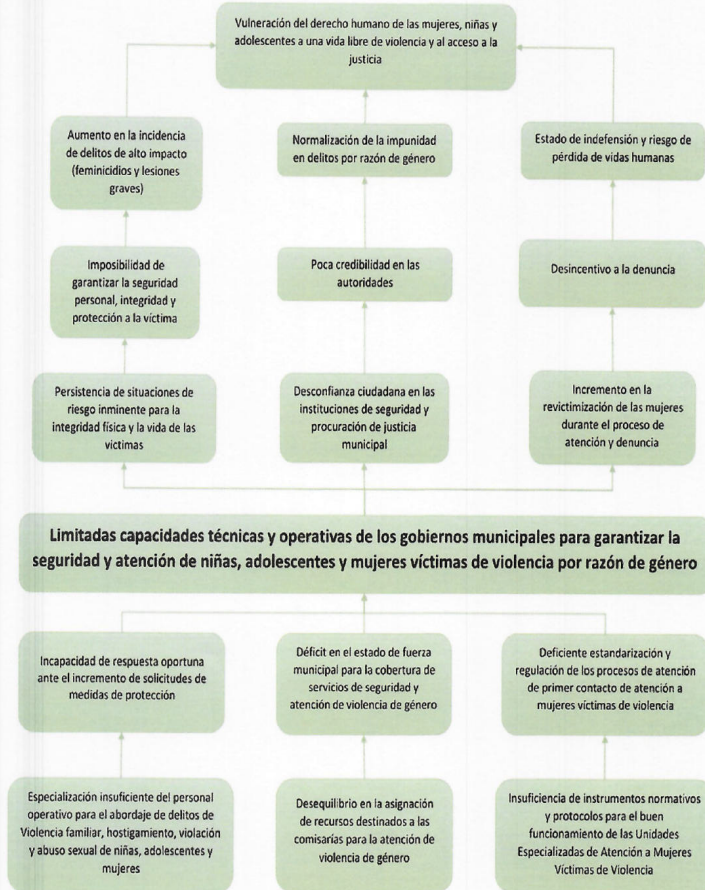 Vulneración del derecho humano de las mujeres, niñas y
adolescentes a una vida libre de violencia y al acceso a la
justicia
Aumento en la incidencia
de delitos de alto impacto
(feminicidios y lesiones
graves)
Normalización de la impunidad
en delitos por razón de género
Estado de indefensión y riesgo de
pérdida de vidas humanas
Imposibilidad de
garantizar la seguridad
personal, integridad y
protección a la víctima
Poca credibilidad en las
autoridades
Desincentivo a la denuncia
Persistencia de situaciones de
riesgo inminente para la
integridad física y la vida de las
víctimas
Desconfianza ciudadana en las
instituciones de seguridad y
procuración de justicia
municipal
Incremento en la
revictimización de las mujeres
durante el proceso de
atención y denuncia
Limitadas capacidades técnicas y operativas de los gobiernos municipales para garantizar la
seguridad y atención de niñas, adolescentes y mujeres víctimas de violencia por razón de género
Incapacidad de respuesta oportuna
ante el incremento de solicitudes de
medidas de protección
Déficit en el estado de fuerza
municipal para la cobertura de
servicios de seguridad y
atención de violencia de género
Deficiente estandarización y
regulación de los procesos de atención
de primer contacto de atención a
mujeres víctimas de violencia
Especialización insuficiente del personal
operativo para el abordaje de delitos de
Violencia familiar, hostigamiento, violación
y abuso sexual de niñas, adolescentes y
mujeres
Desequilibrio en la asignación
de recursos destinados a las
comisarías para la atención de
violencia de género
Insuficiencia de instrumentos normativos
y protocolos para el buen
funcionamiento de las Unidades
Especializadas de Atención a Mujeres
Víctimas de Violencia